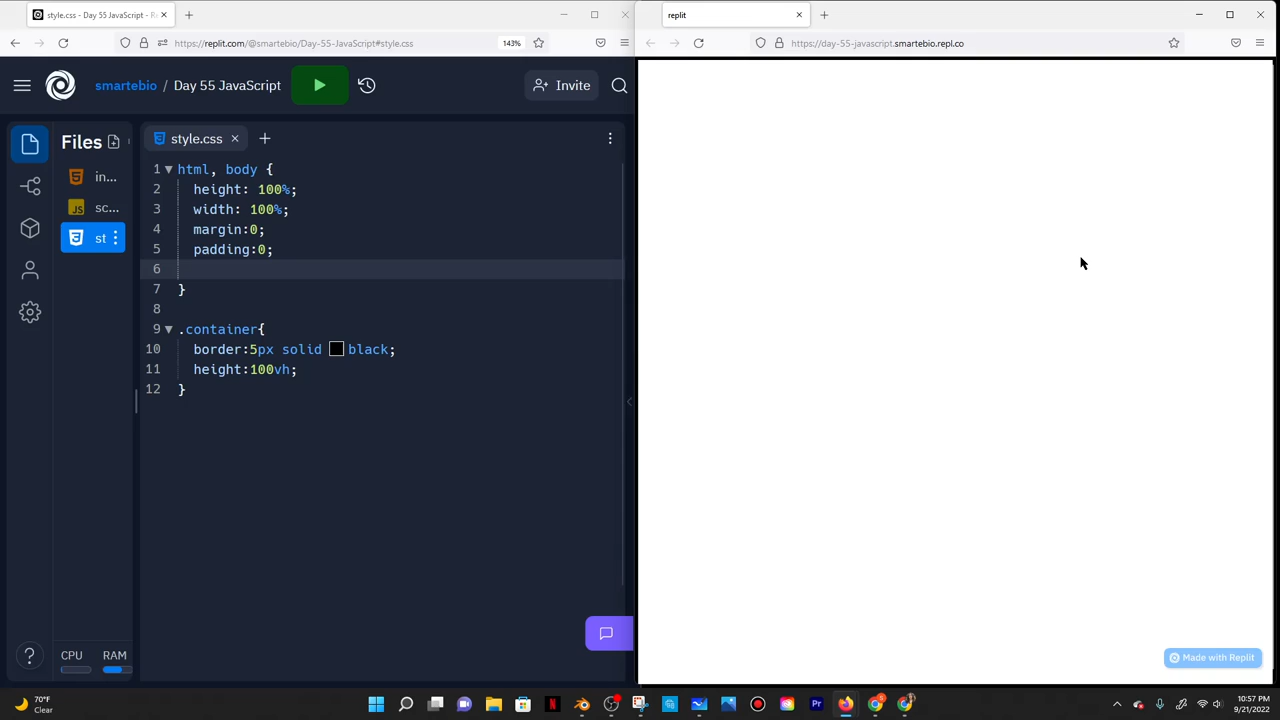 style.css - Day 55 JavaScript - R
https://replit.com/@smartebio/Day-55-Javascript#style.css
143%
smartebio / Day 55 JavaScript
Invite
Files
in...
JS sc...
st
style.css
1 html, body {
2 height: 100%;
3 width: 100%;
4 margin:0;
5 padding:0;
6
7 }
8
9 .container{
10 border:5px solid black;
11 height:100vh;
12 }
CPU RAM
replit
https://day-55-javascript.smartebio.repl.co
Made with Replit
70°F
Clear
10:57 PM
9/21/2022